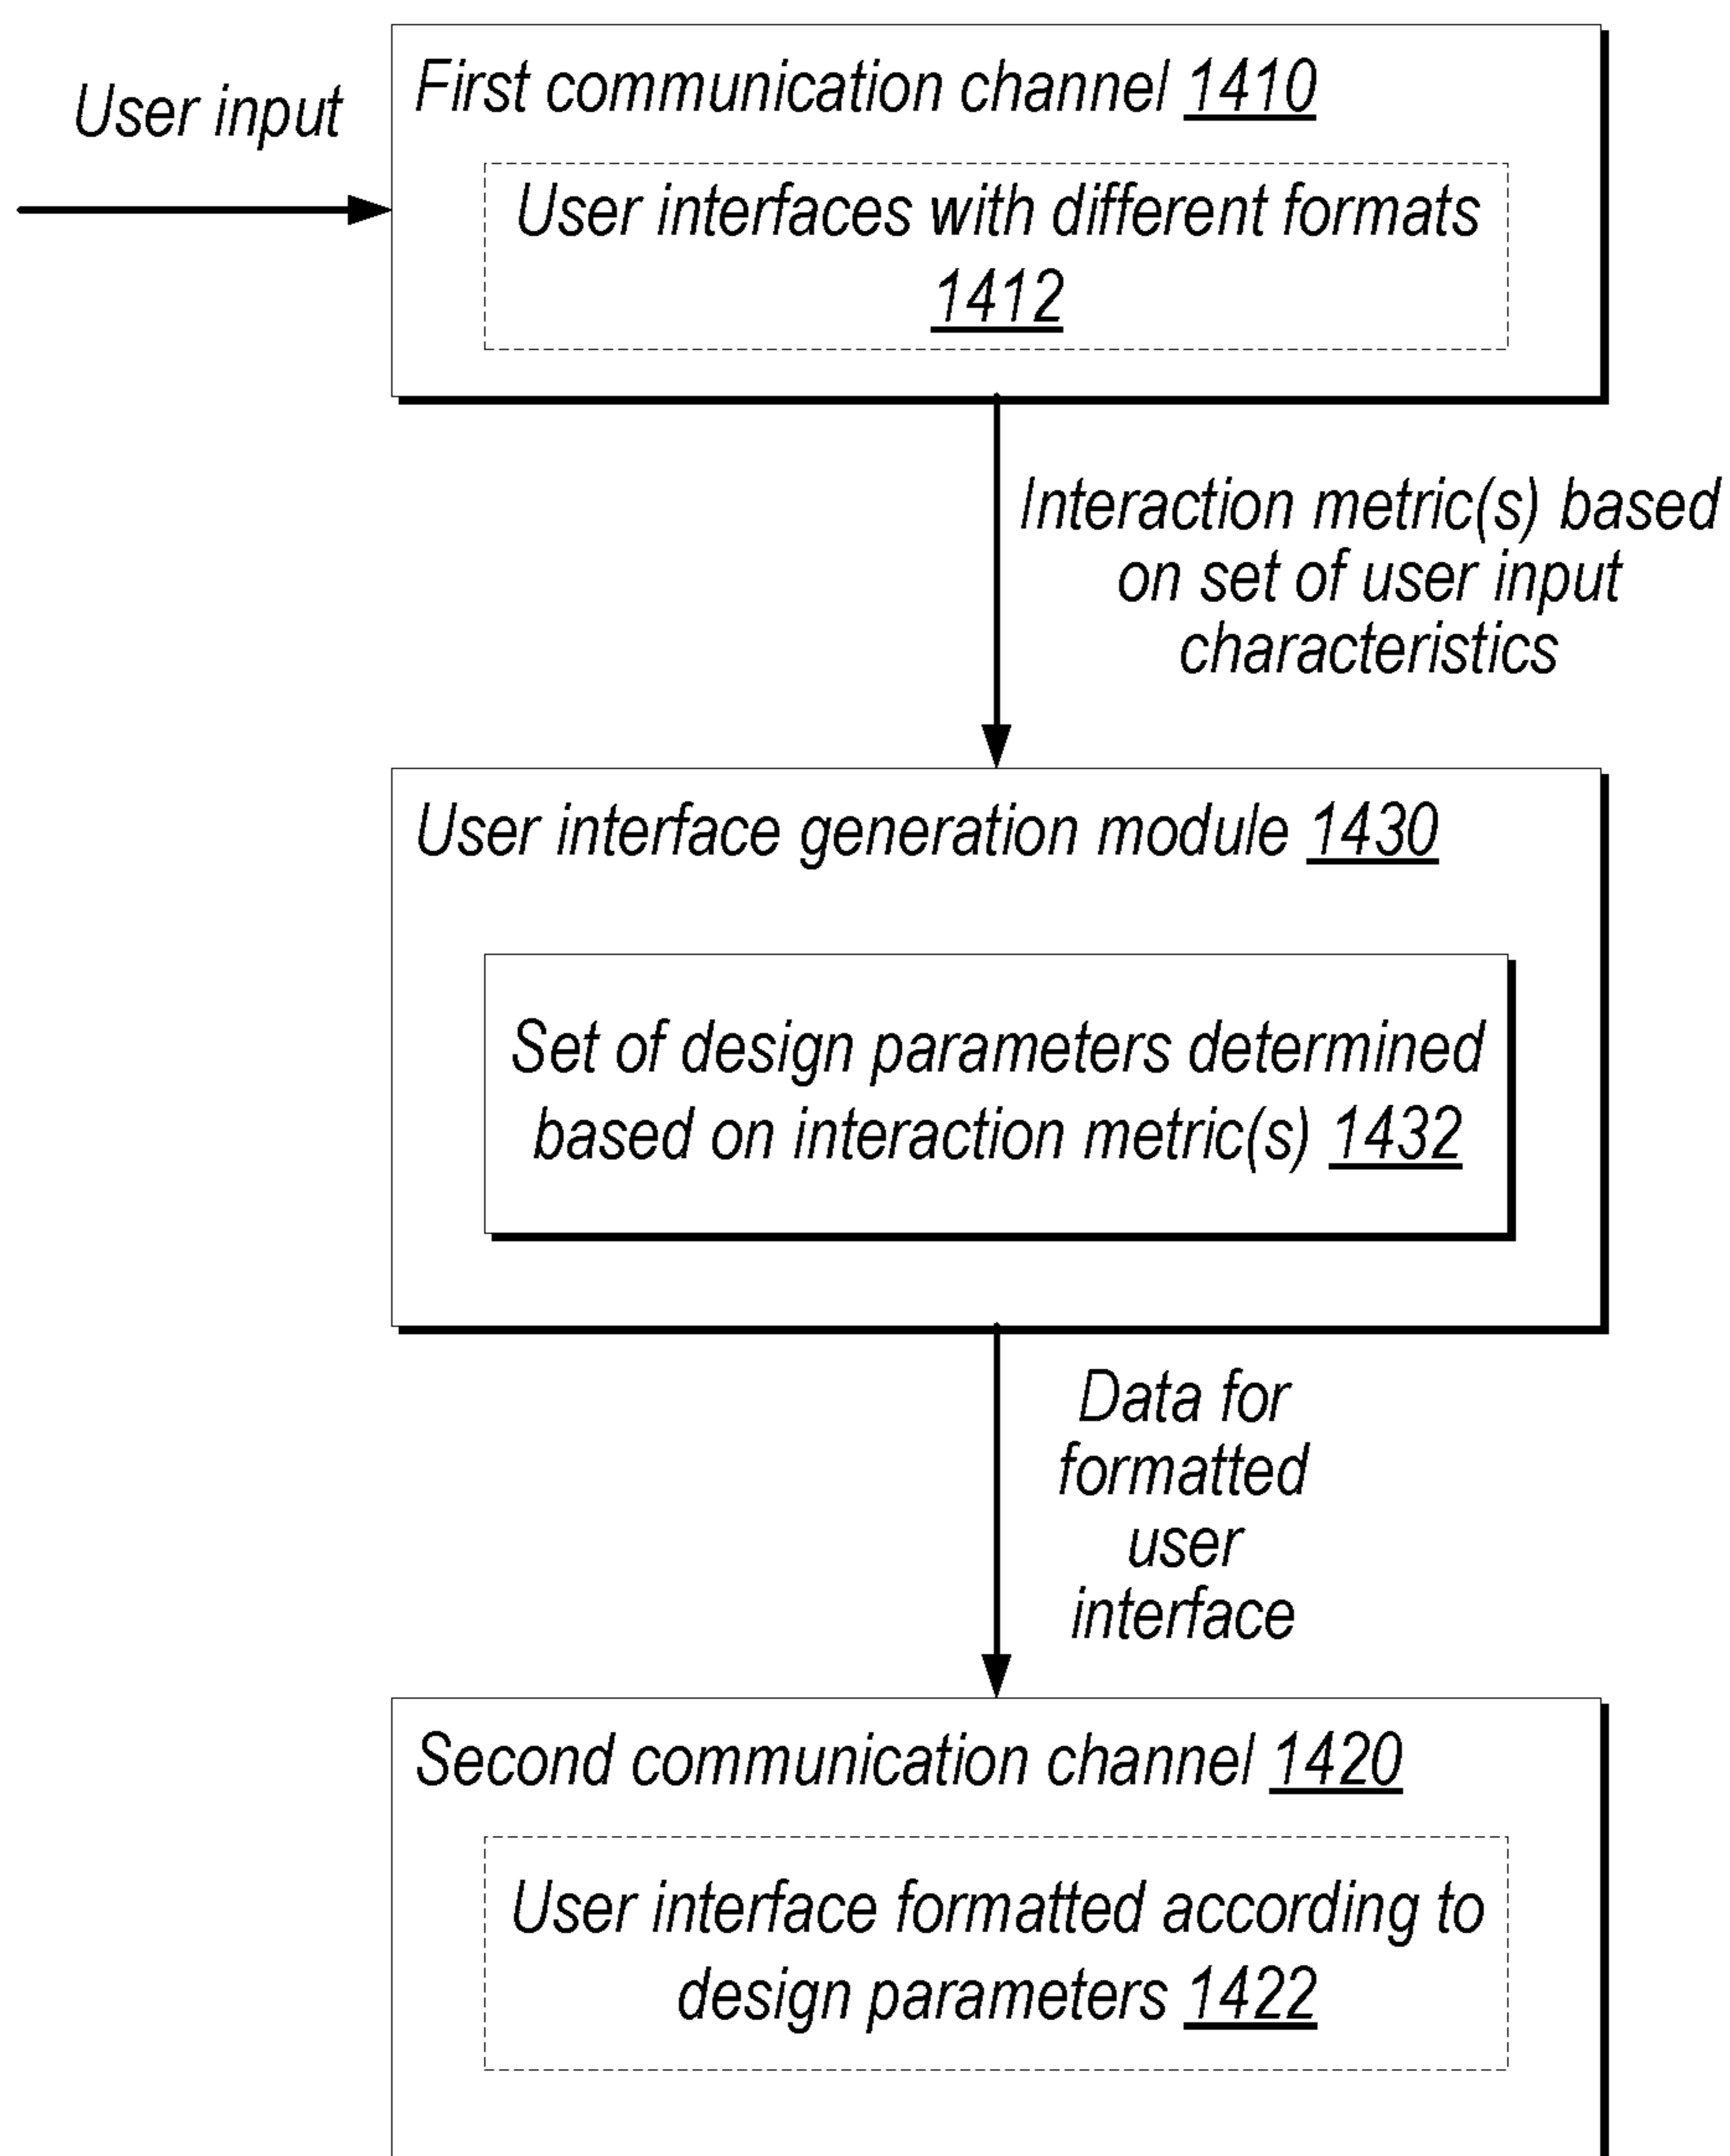 User input
First communication channel 1410
User interfaces with different formats
1412
Interaction metric(s) based
on set of user input
characteristics
User interface generation module 1430
Set of design parameters determined
based on interaction metric(s) 1432
Data for
formatted
user
interface
Second communication channel 1420
User interface formatted according to
design parameters 1422